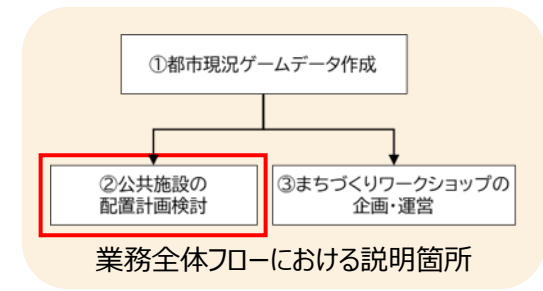 ①都市現況ゲームデータ作成
②公共施設の
配置計画検討
③まちづくりワークショップの
企画・運営
業務全体フローにおける説明箇所